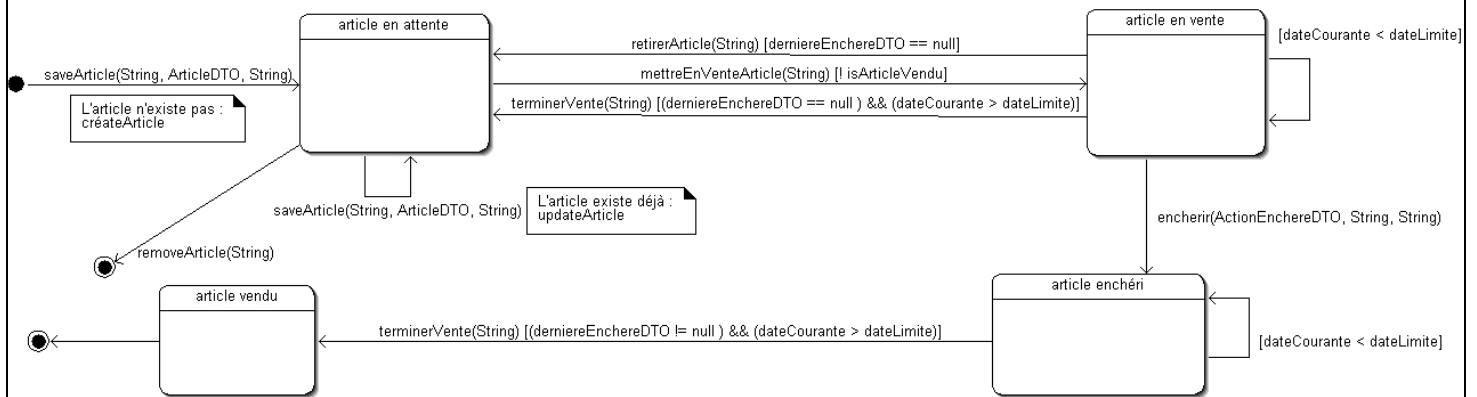 article en attente
article en vente
[dateCourante < dateLimite]
retirerArticle(String) [derniereEnchereDTO == null]
saveArticle(String, ArticleDTO, String)
mettreEnVenteArticle(String) [! isArticleVendu]
L'article n'existe pas :
créateArticle
terminerVente(String) [(derniereEnchereDTO == null ) && (dateCourante > dateLimite)]
saveArticle(String, ArticleDTO, String)
L'article existe déjà :
updateArticle
encherir(ActionEnchereDTO, String, String)
removeArticle(String)
article vendu
article enchéri
terminerVente(String) [(derniereEnchereDTO != null ) && (dateCourante > dateLimite)]
[dateCourante < dateLimite]